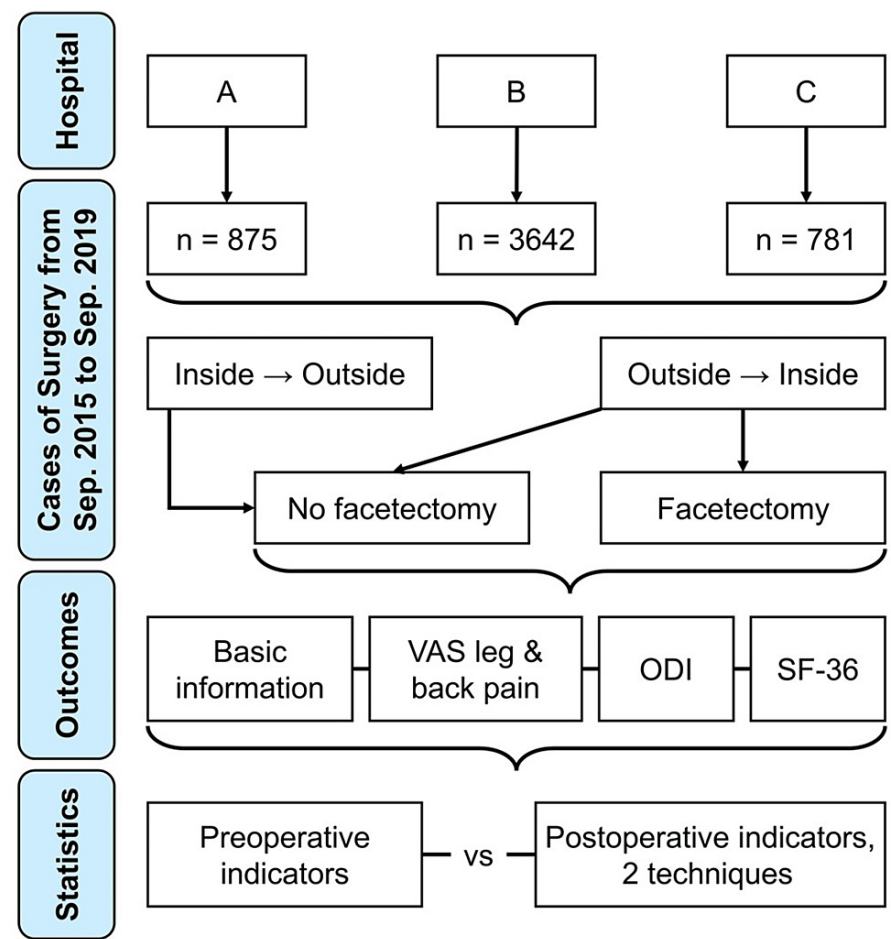 Hospital
A
B
C
Cases of Surgery from
Sep. 2015 to Sep. 2019
n = 875
n = 3642
n = 781
Inside → Outside
Outside → Inside
No facetectomy
Facetectomy
Outcomes
Basic
information
VAS leg &
back pain
ODI
SF-36
Statistics
Preoperative
indicators
vs
Postoperative indicators,
2 techniques